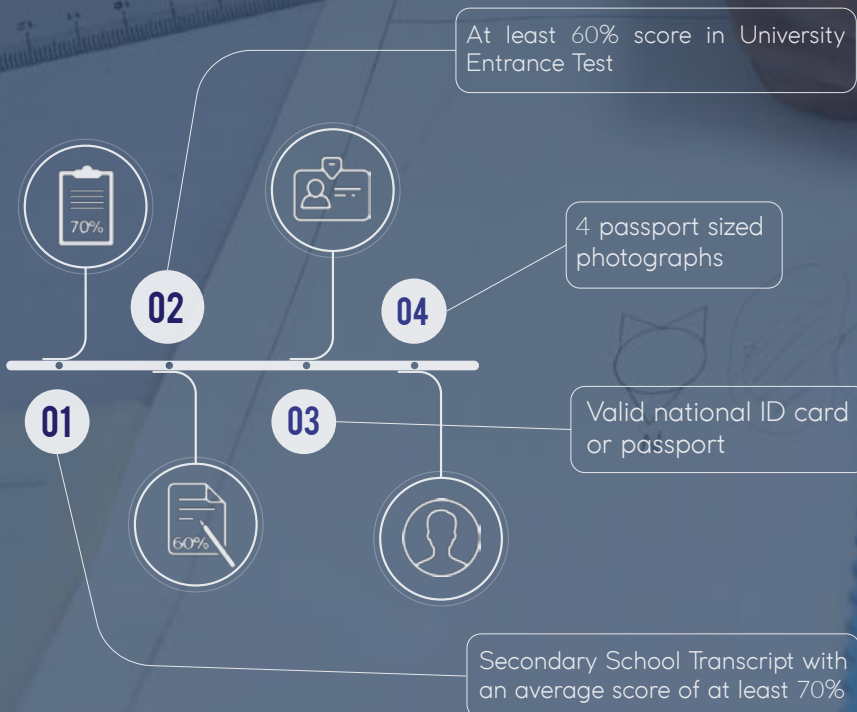 At least 60% score in University
Entrance Test
70%
02
4 passport sized
photographs
04
01
03
Valid national ID card
or passport
60%
Secondary School Transcript with
an average score of at least 70%